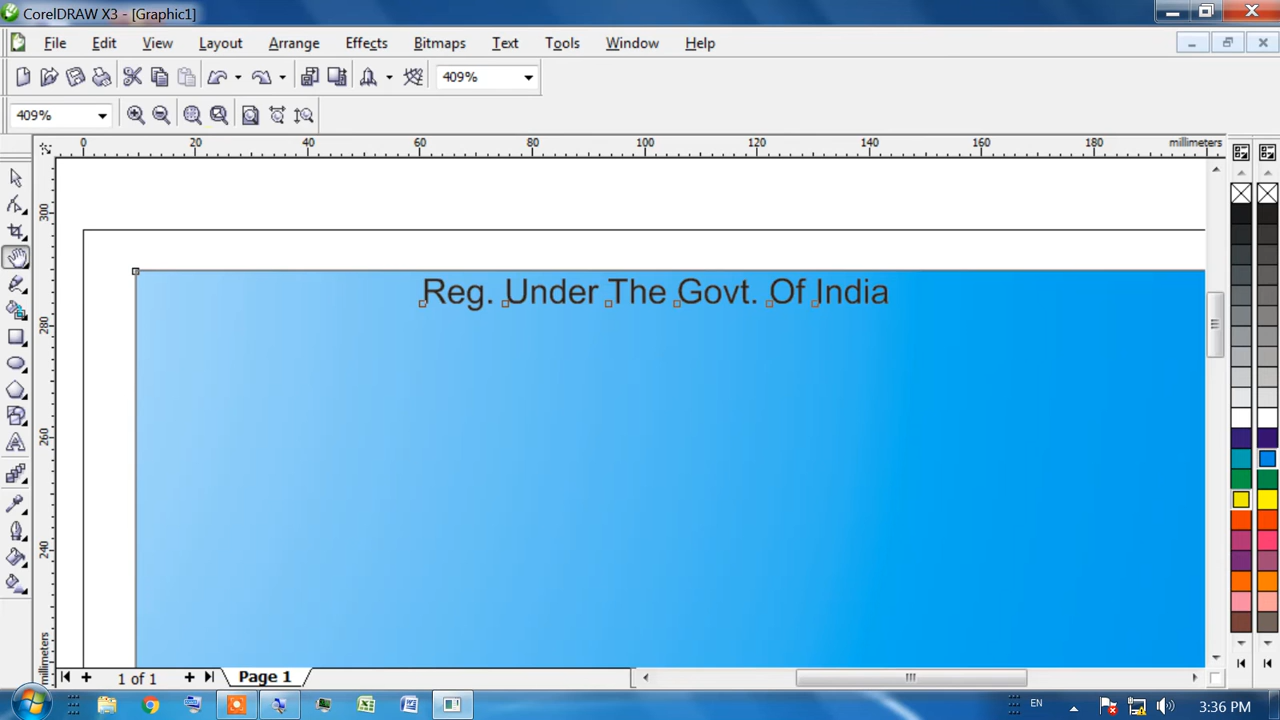 CorelDRAW X3 - [Graphic1]
File Edit View Layout Arrange Effects Bitmaps Text Tools Window Help
409%
409%
0 20 40 60 80 100 120 140 160 180 millimeters
300
280
260
240
millimeters
Reg. Under The Govt. Of India
1 of 1 Page 1
EN 3:36 PM